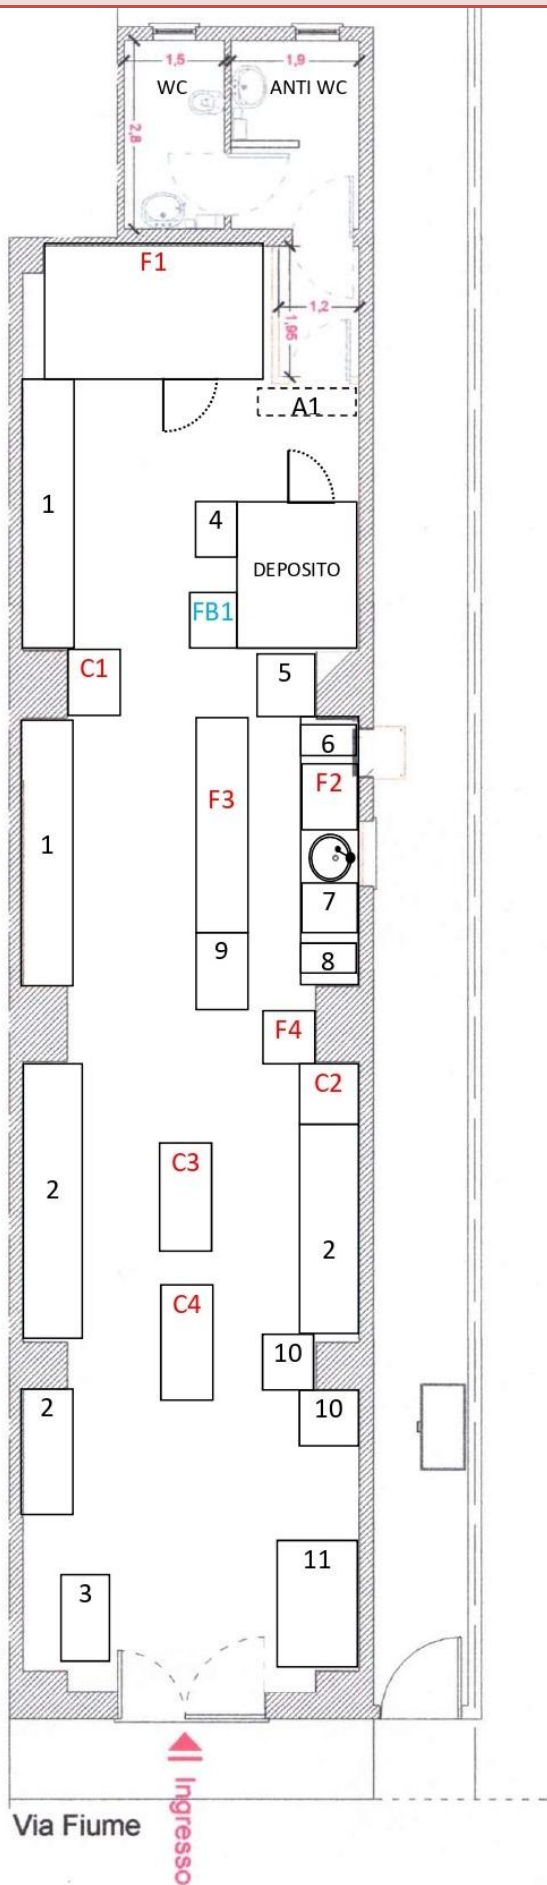 1,5
1,9
WC
ANTI WC
2,8
F1
1,2
1,95
A1
1
4
DEPOSITO
FB1
C1
5
6
F2
F3
1
7
9
8
F4
C2
C3
2
2
C4
10
2
10
11
3
Ingresso
Via Fiume